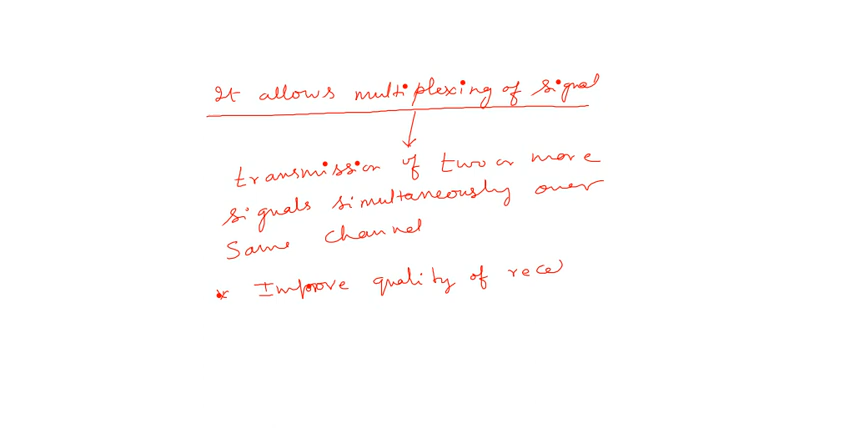 It allows multiplexing of signal
transmission of two or more
signals simultaneously over
same channel
* Improve quality of rece